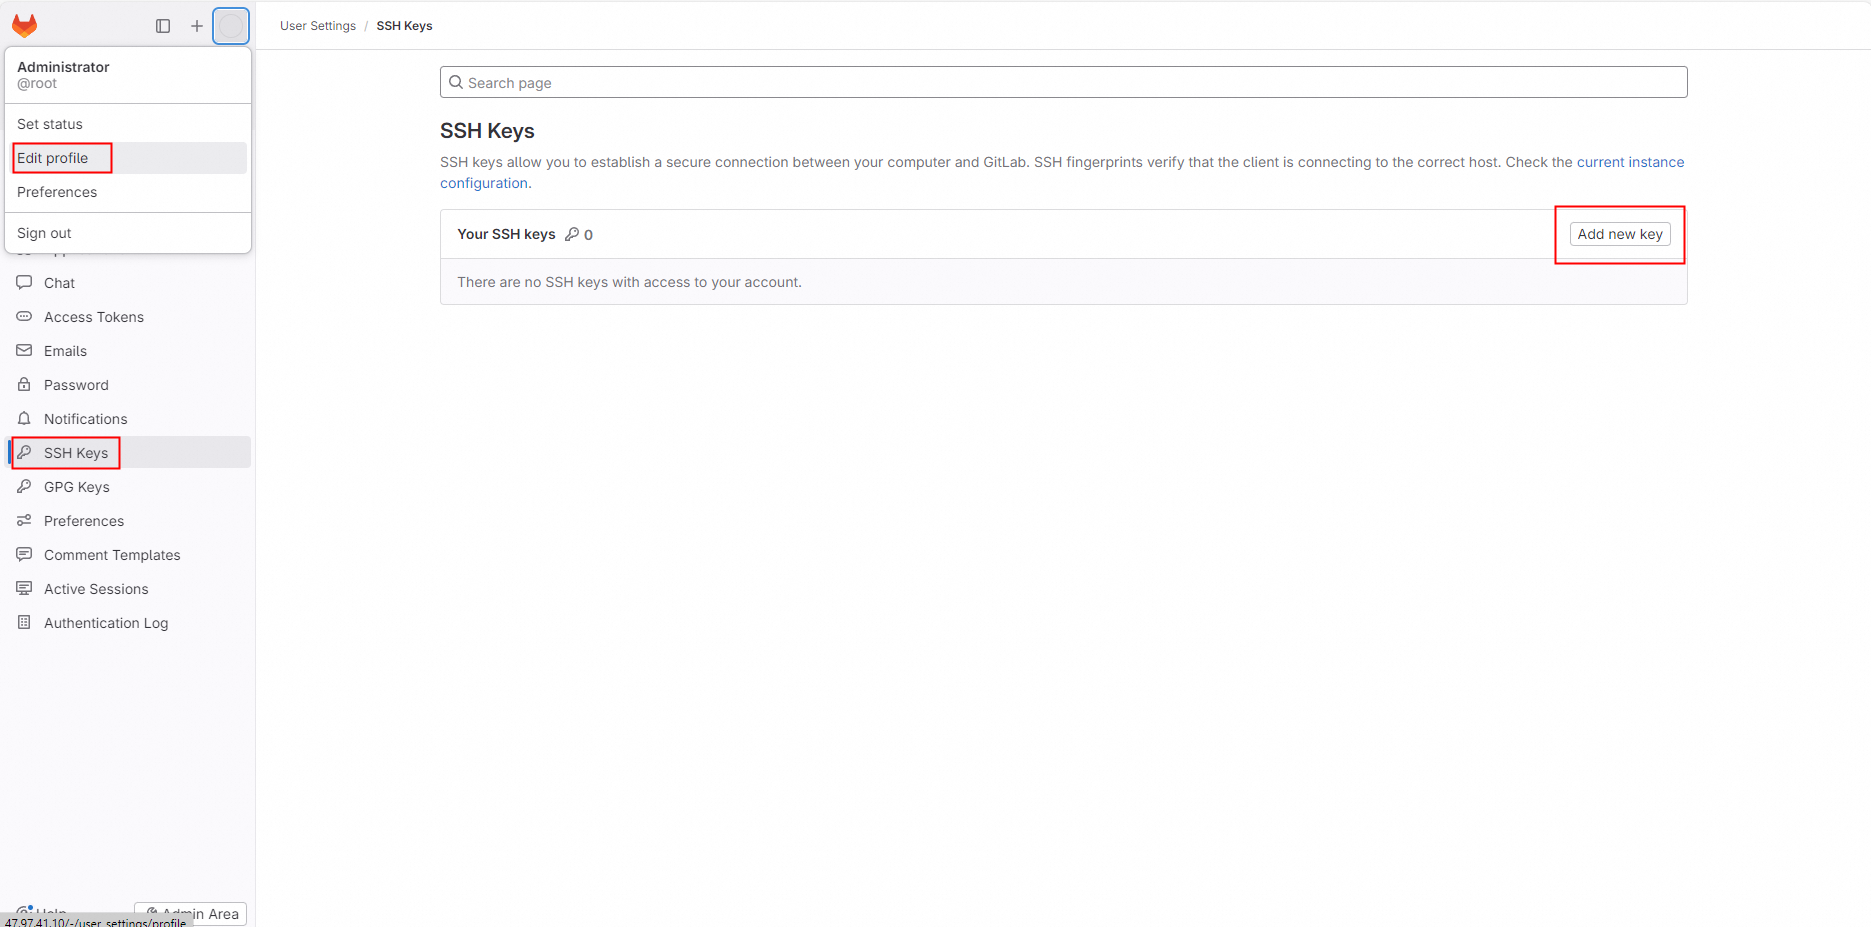 User Settings / SSH Keys
Administrator
@root
Set status
Edit profile
Preferences
Sign out
Chat
Access Tokens
Emails
Password
Notifications
SSH Keys
GPG Keys
Preferences
Comment Templates
Active Sessions
Authentication Log
Help
Admin Area
47.97.41.10/-/user_settings/profile
Search page
SSH Keys
SSH keys allow you to establish a secure connection between your computer and GitLab. SSH fingerprints verify that the client is connecting to the correct host. Check the current instance
configuration.
Your SSH keys 0
Add new key
There are no SSH keys with access to your account.